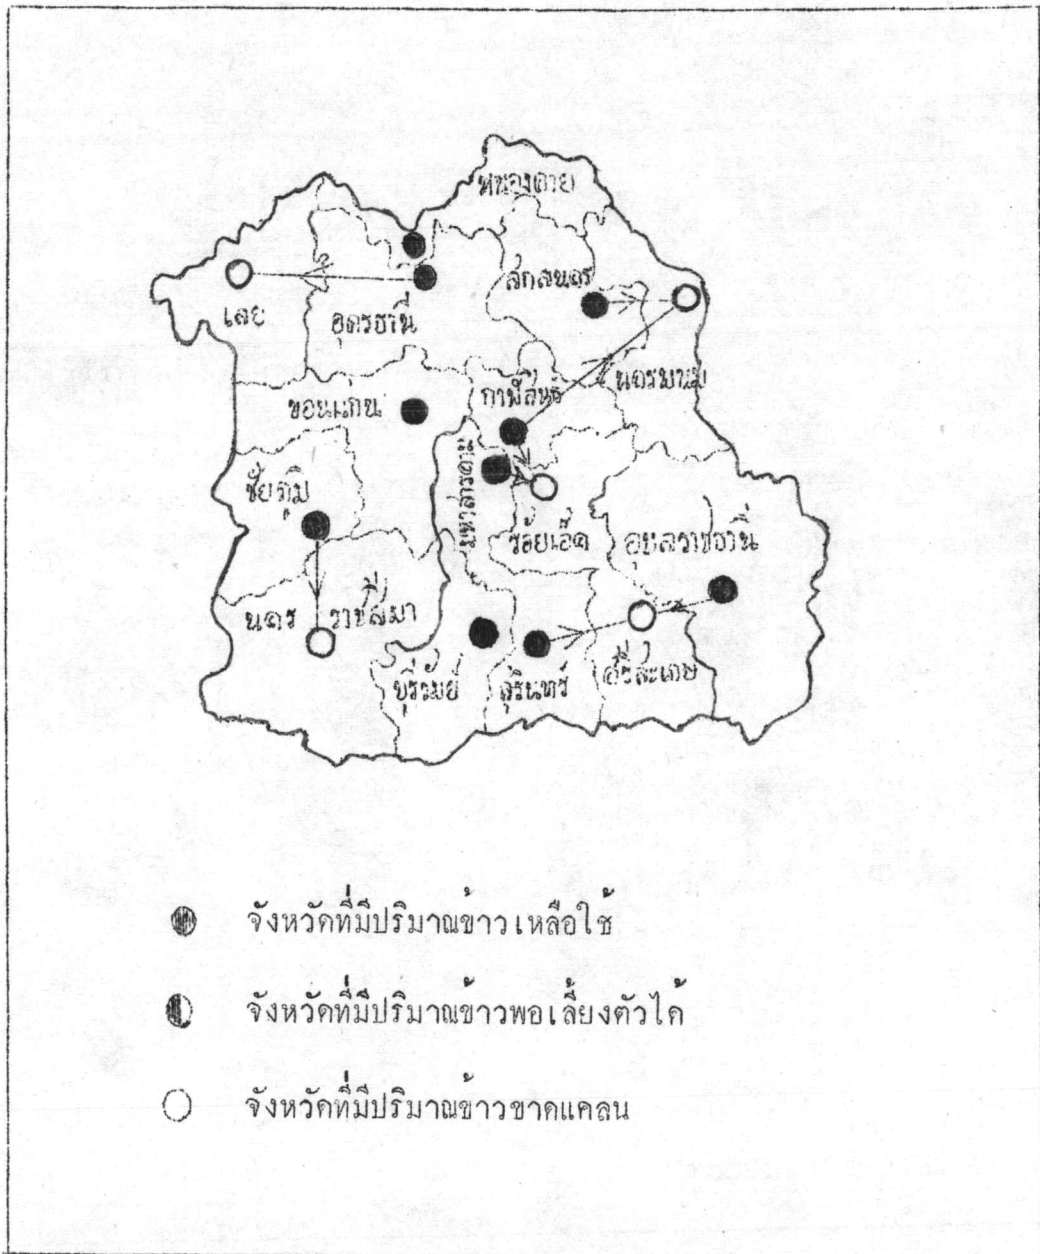 หนองคาย
สกลนคร
เลย
อุดรธานี
นครพนม
กาฬสินธุ์
ขอนแก่น
มหาสารคาม
ชัยภูมิ
ร้อยเอ็ด
อุบลราชธานี
นคร ราชสีมา
บุรีรัมย์
สุรินทร์
ศรีสะเกษ
จังหวัดที่มีปริมาณข้าวเหลือใช้
จังหวัดที่มีปริมาณข้าวพอเลี้ยงตัวได้
จังหวัดที่มีปริมาณข้าวขาดแคลน